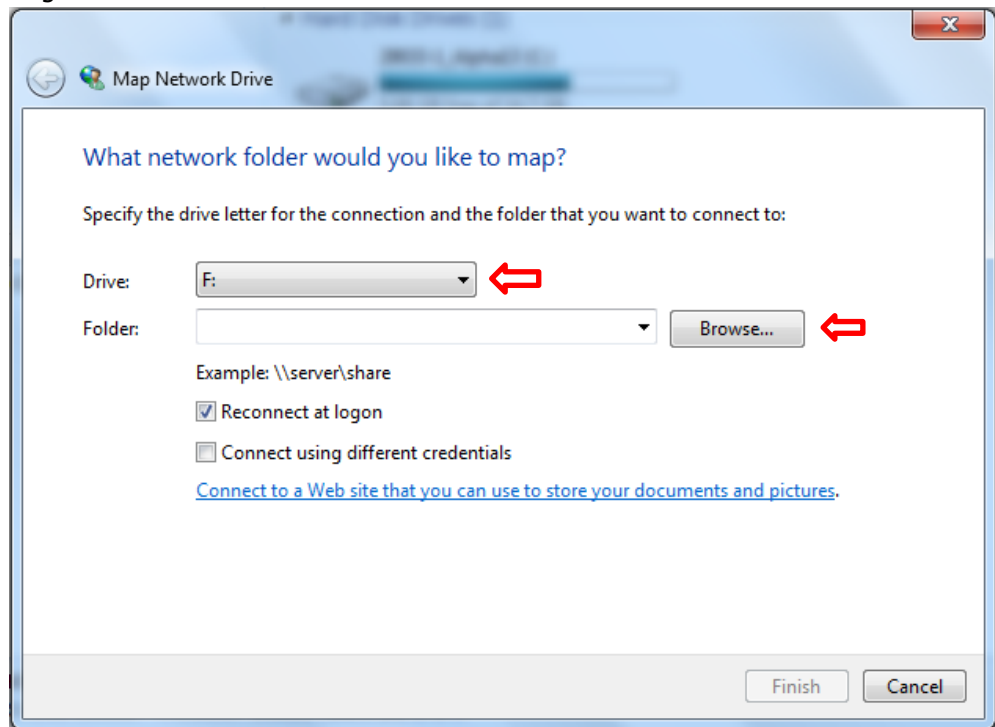 Map Network Drive
What network folder would you like to map?
Specify the drive letter for the connection and the folder that you want to connect to:
Drive: F:
Folder: Browse...
Example: \\server\share
Reconnect at logon
Connect using different credentials
Connect to a Web site that you can use to store your documents and pictures.
Finish Cancel